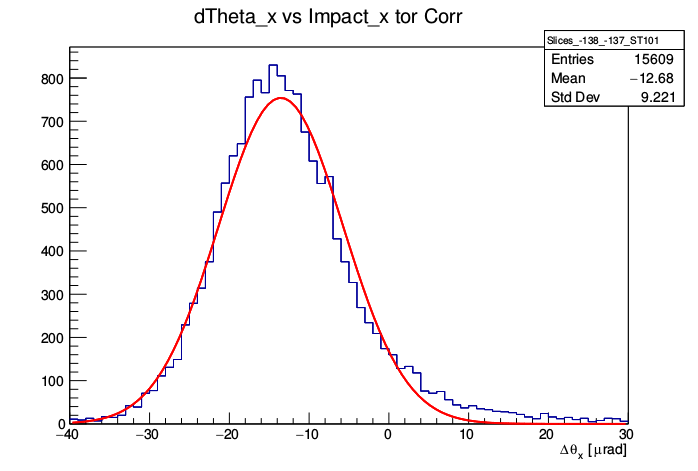 dTheta_x vs Impact_x tor Corr
Slices_-138_-137_ST101
Entries 15609
Mean −12.68
Std Dev 9.221
800
700
600
500
400
300
200
100
0
−40 −30 −20 −10 0 10 20 30
Δθx [μrad]